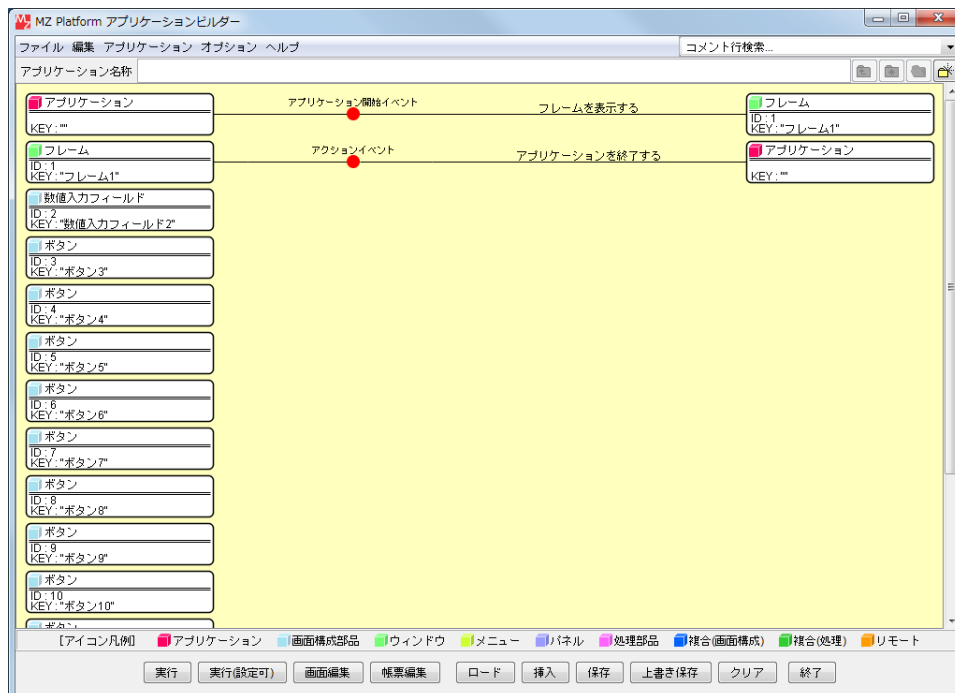 MZ Platform アプリケーションビルダー
ファイル 編集 アプリケーション オプション ヘルプ コメント行検索...
アプリケーション名称
アプリケーション アプリケーション開始イベント フレームを表示する フレーム
KEY:"" ID:1
KEY:"フレーム1"
フレーム アクションイベント アプリケーションを終了する アプリケーション
ID:1
KEY:"フレーム1" KEY:""
数値入力フィールド
ID:2
KEY:"数値入力フィールド2"
ボタン
ID:3
KEY:"ボタン3"
ボタン
ID:4
KEY:"ボタン4"
ボタン
ID:5
KEY:"ボタン5"
ボタン
ID:6
KEY:"ボタン6"
ボタン
ID:7
KEY:"ボタン7"
ボタン
ID:8
KEY:"ボタン8"
ボタン
ID:9
KEY:"ボタン9"
ボタン
ID:10
KEY:"ボタン10"
ボタン
[アイコン凡例] アプリケーション 画面構成部品 ウィンドウ メニュー パネル 処理部品 複合(画面構成) 複合(処理) リモート
実行 実行(設定可) 画面編集 帳票編集 ロード 挿入 保存 上書き保存 クリア 終了